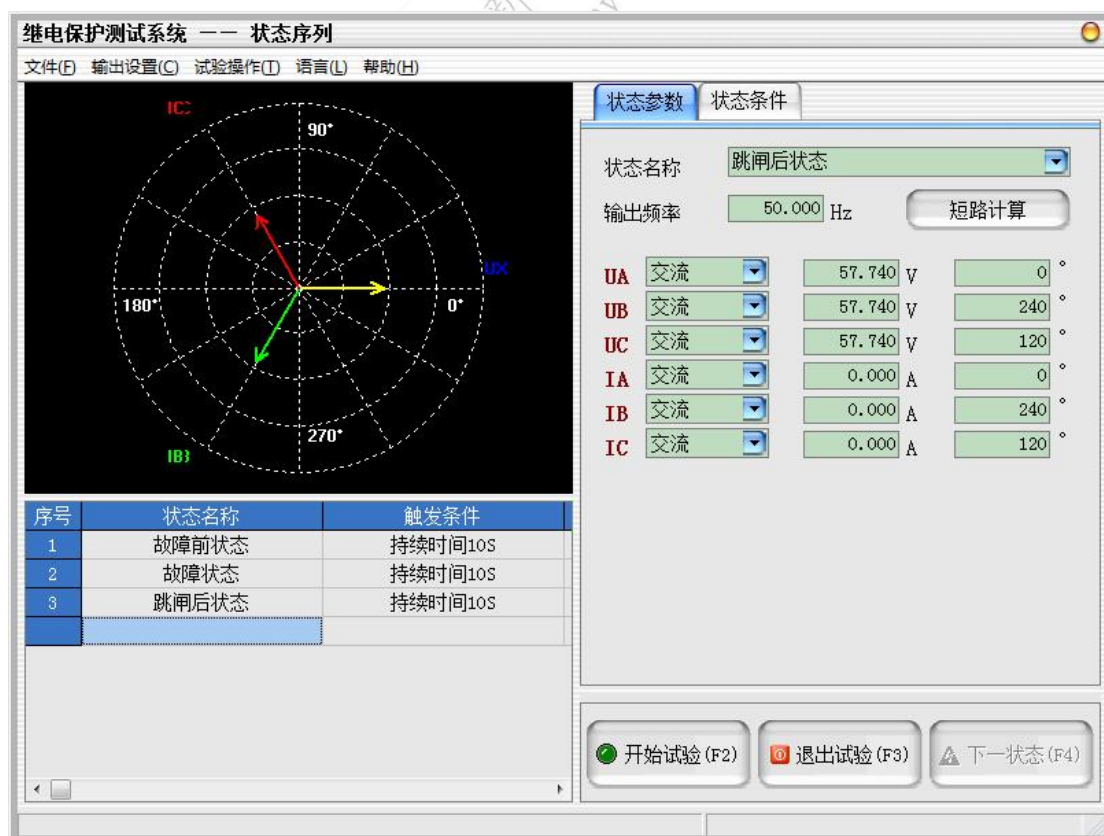 继电保护测试系统 —— 状态序列
文件(F) 输出设置(C) 试验操作(T) 语言(L) 帮助(H)
状态参数 状态条件
90°
180°
0°
270°
状态名称 跳闸后状态
输出频率 50.000 Hz 短路计算
UA 交流 57.740 V 0 °
UB 交流 57.740 V 240 °
UC 交流 57.740 V 120 °
IA 交流 0.000 A 0 °
IB 交流 0.000 A 240 °
IC 交流 0.000 A 120 °
序号 状态名称 触发条件
1 故障前状态 持续时间10S
2 故障状态 持续时间10S
3 跳闸后状态 持续时间10S
开始试验(F2) 退出试验(F3) 下一状态(F4)